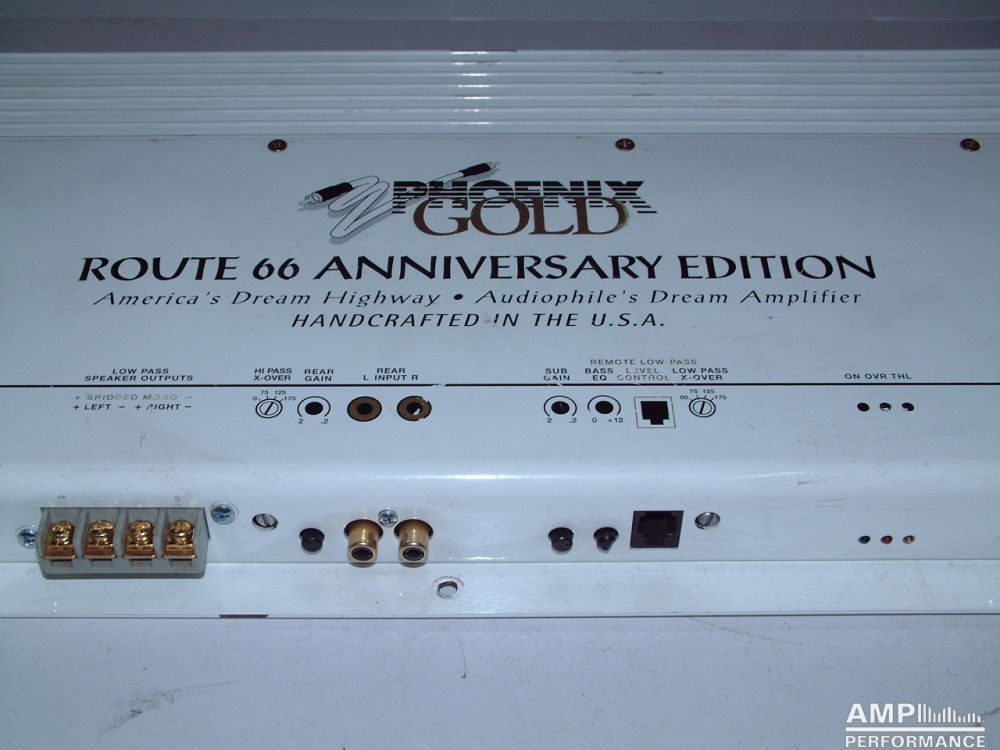 PHOENIX
GOLD
ROUTE 66 ANNIVERSARY EDITION
America's Dream Highway • Audiophile's Dream Amplifier
HANDCRAFTED IN THE U.S.A.
LOW PASS
SPEAKER OUTPUTS
+ BRIDGED MONO −
+ LEFT − + RIGHT −
HI PASS
X-OVER
75 125
0 175
REAR
GAIN
2 .2
REAR
L INPUT R
REMOTE LOW PASS
SUB
GAIN
2 .2
BASS
EQ
0 +12
LEVEL
CONTROL
LOW PASS
X-OVER
75 125
50 175
ON OVR THL
AMP
PERFORMANCE